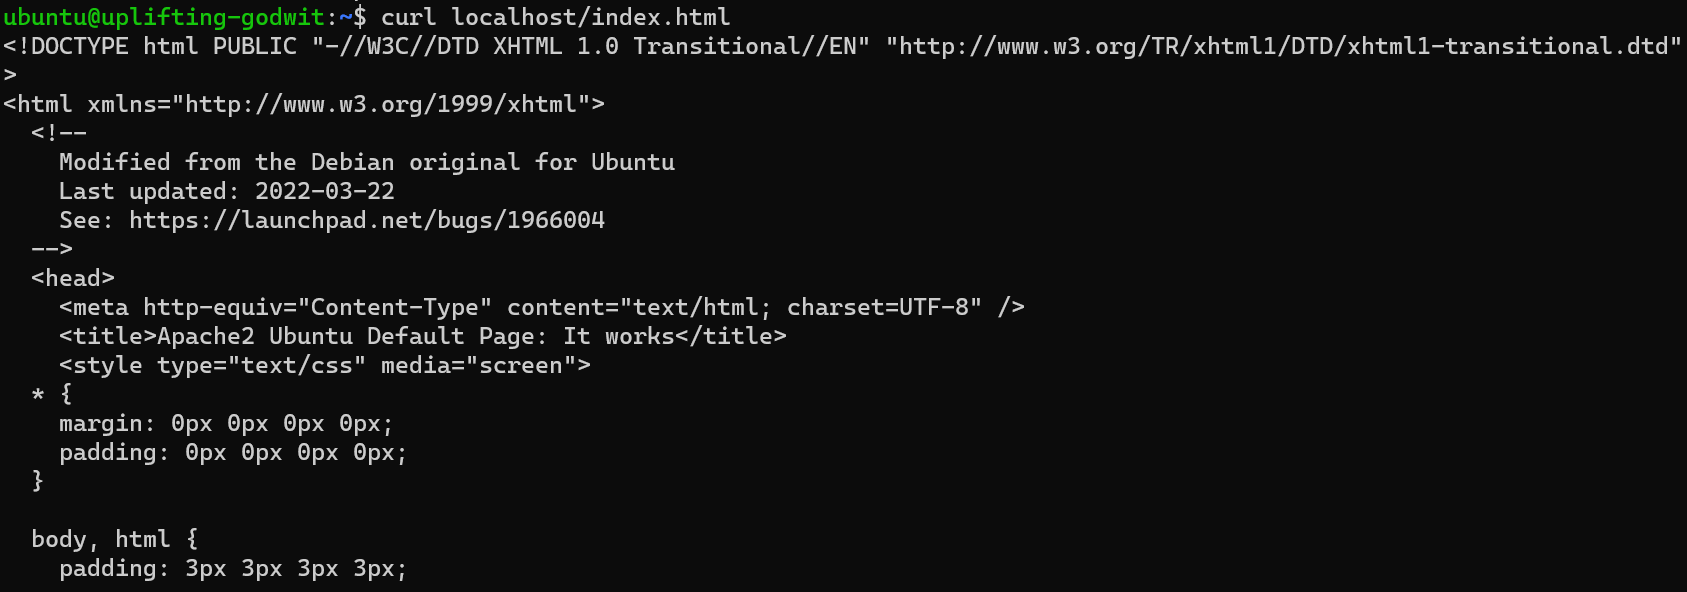 ubuntu@uplifting-godwit:~$ curl localhost/index.html
<!DOCTYPE html PUBLIC "-//W3C//DTD XHTML 1.0 Transitional//EN" "http://www.w3.org/TR/xhtml1/DTD/xhtml1-transitional.dtd"
>
<html xmlns="http://www.w3.org/1999/xhtml">
  <!--
    Modified from the Debian original for Ubuntu
    Last updated: 2022-03-22
    See: https://launchpad.net/bugs/1966004
  -->
  <head>
    <meta http-equiv="Content-Type" content="text/html; charset=UTF-8" />
    <title>Apache2 Ubuntu Default Page: It works</title>
    <style type="text/css" media="screen">
  * {
    margin: 0px 0px 0px 0px;
    padding: 0px 0px 0px 0px;
  }

  body, html {
    padding: 3px 3px 3px 3px;